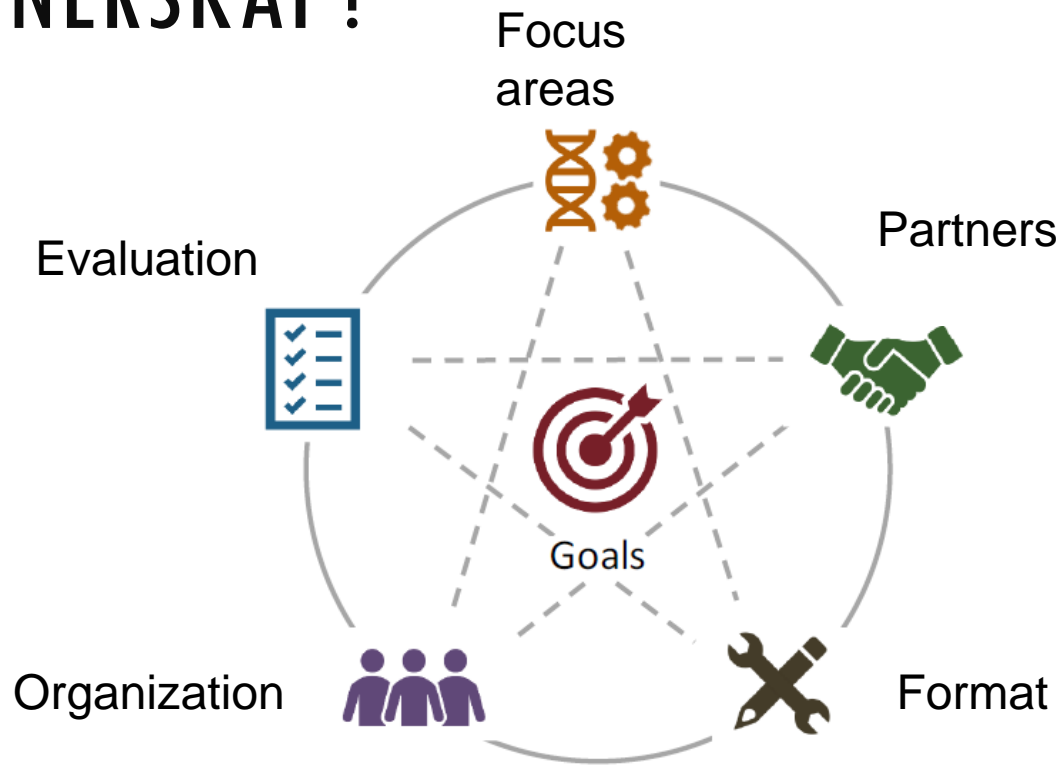 Focus
areas
Partners
Evaluation
Goals
Organization
Format